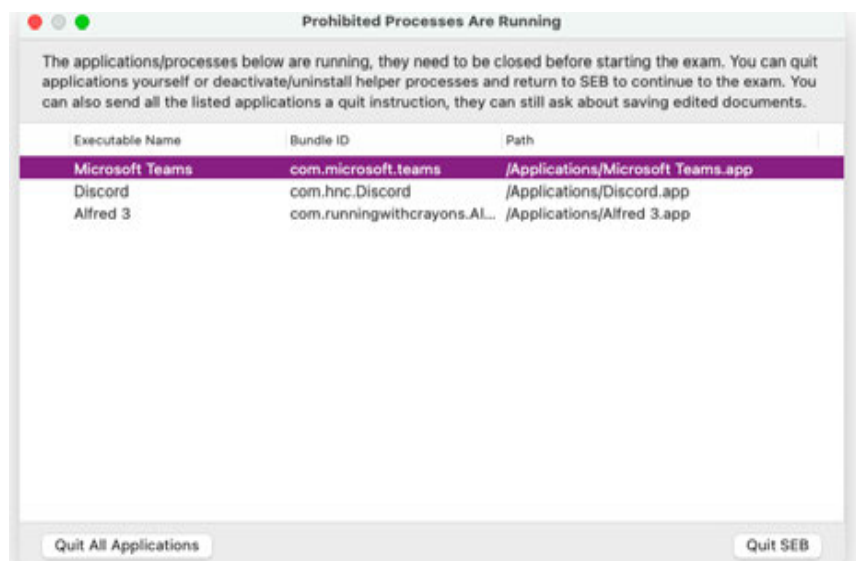 Prohibited Processes Are Running
The applications/processes below are running, they need to be closed before starting the exam. You can quit
applications yourself or deactivate/uninstall helper processes and return to SEB to continue to the exam. You
can also send all the listed applications a quit instruction, they can still ask about saving edited documents.
Executable Name Bundle ID Path
Microsoft Teams com.microsoft.teams /Applications/Microsoft Teams.app
Discord com.hnc.Discord /Applications/Discord.app
Alfred 3 com.runningwithcrayons.Al... /Applications/Alfred 3.app
Quit All Applications Quit SEB